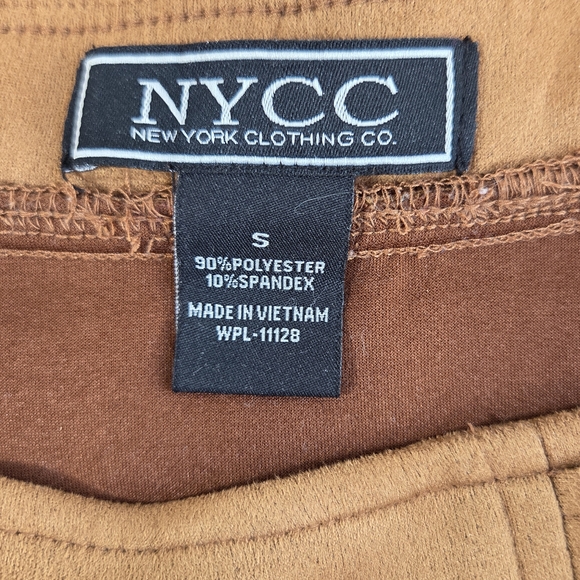 NYCC
NEW YORK CLOTHING CO.
S
90%POLYESTER
10%SPANDEX
MADE IN VIETNAM
WPL-11128